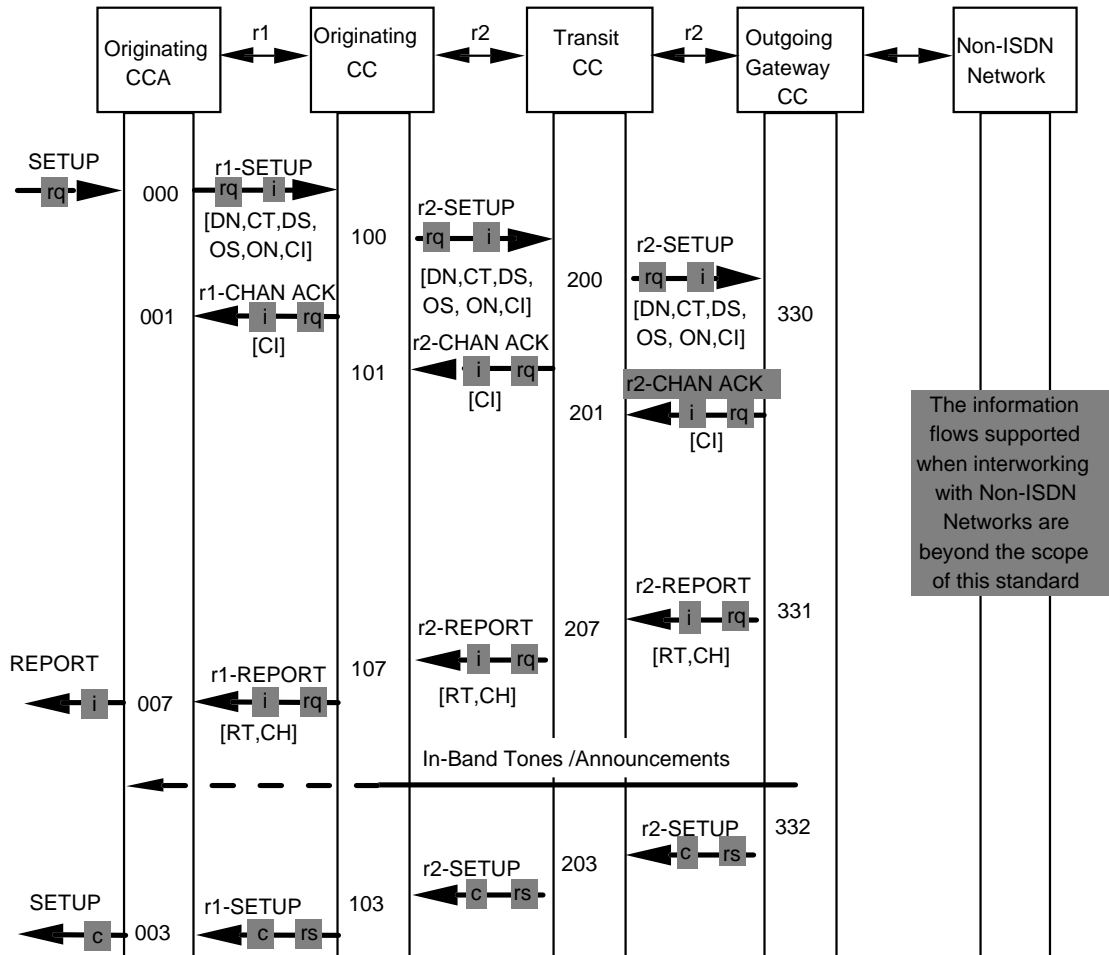 Originating
CCA
r1
Originating
CC
r2
Transit
CC
r2
Outgoing
Gateway
CC
Non-ISDN
Network
SETUP
rq
000
r1-SETUP
rq i
[DN,CT,DS,
OS,ON,CI]
100
r2-SETUP
rq i
[DN,CT,DS,
OS, ON,CI]
200
r2-SETUP
rq i
[DN,CT,DS,
OS, ON,CI]
330
r1-CHAN ACK
001
i rq
[CI]
r2-CHAN ACK
101
i rq
[CI]
r2-CHAN ACK
201
i rq
[CI]
The information
flows supported
when interworking
with Non-ISDN
Networks are
beyond the scope
of this standard
r2-REPORT
331
i rq
[RT,CH]
r2-REPORT
207
i rq
[RT,CH]
REPORT
i
007
r1-REPORT
107
i rq
[RT,CH]
In-Band Tones /Announcements
r2-SETUP
332
c rs
r2-SETUP
203
c rs
SETUP
c
003
r1-SETUP
103
c rs